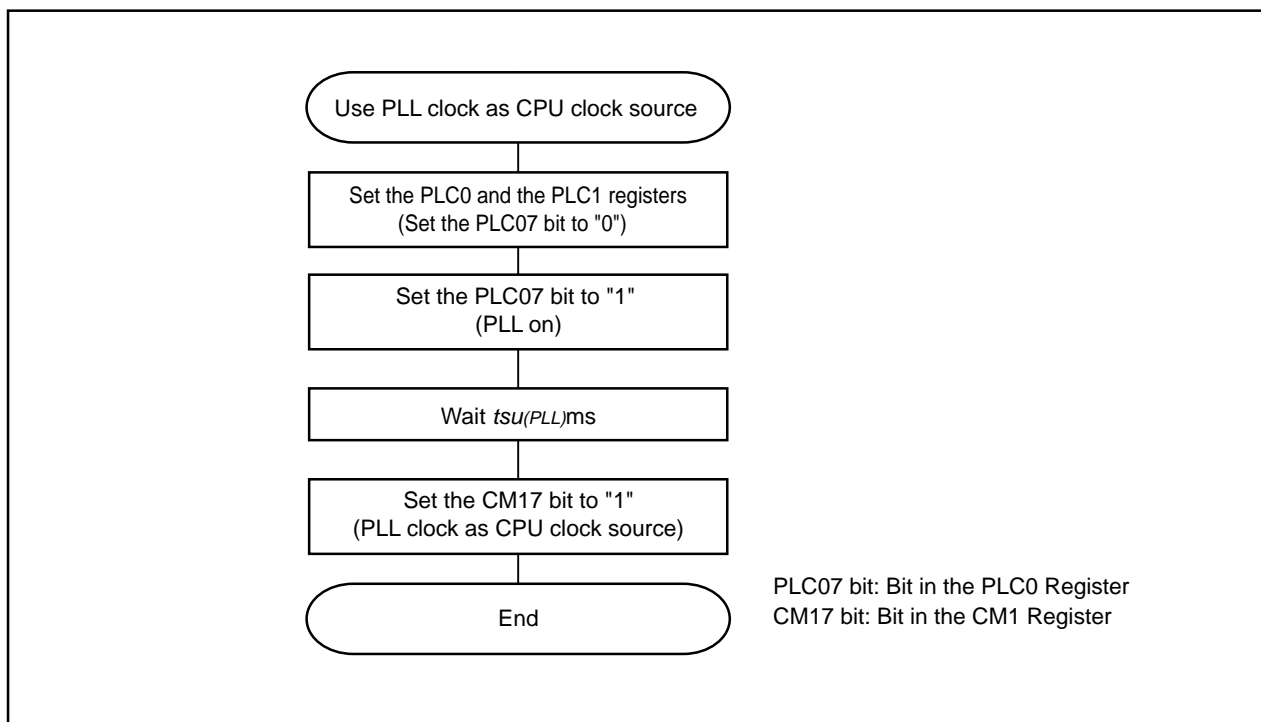 Use PLL clock as CPU clock source
Set the PLC0 and the PLC1 registers
(Set the PLC07 bit to "0")
Set the PLC07 bit to "1"
(PLL on)
Wait tsu(PLL)ms
Set the CM17 bit to "1"
(PLL clock as CPU clock source)
End
PLC07 bit: Bit in the PLC0 Register
CM17 bit: Bit in the CM1 Register